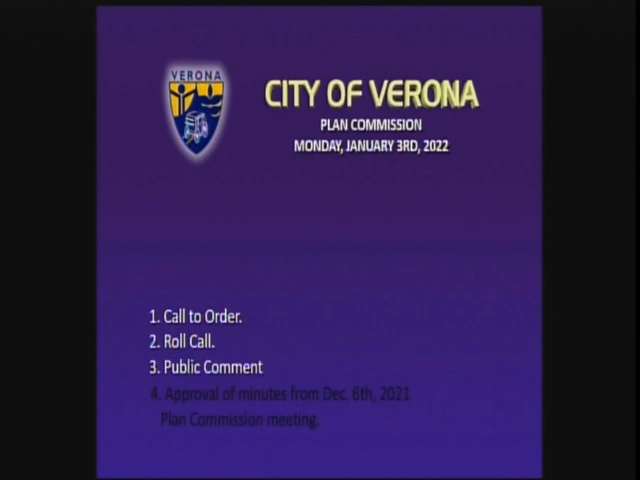 VERONA
CITY OF VERONA
PLAN COMMISSION
MONDAY, JANUARY 3RD, 2022
1. Call to Order.
2. Roll Call.
3. Public Comment
4. Approval of minutes from Dec. 6th, 2021
Plan Commission meeting.